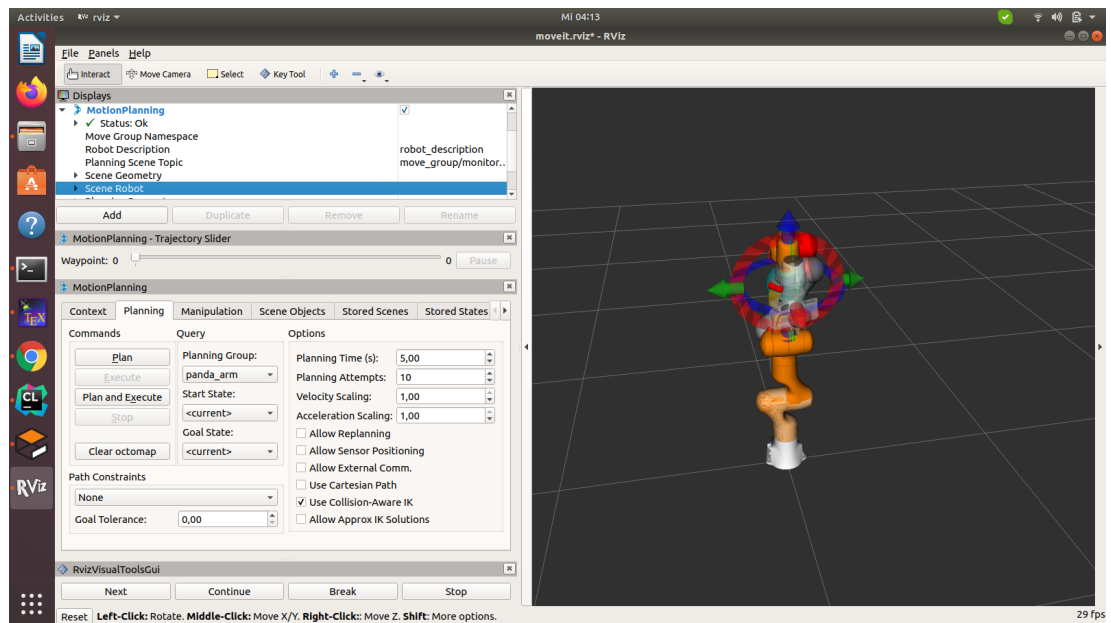 Activities rviz Mi 04:13
moveit.rviz* - RViz
File Panels Help
Interact Move Camera Select Key Tool
Displays
MotionPlanning
Status: Ok
Move Group Namespace
Robot Description robot_description
Planning Scene Topic move_group/monitor..
Scene Geometry
Scene Robot
Add Duplicate Remove Rename
MotionPlanning - Trajectory Slider
Waypoint: 0 0 Pause
MotionPlanning
Context Planning Manipulation Scene Objects Stored Scenes Stored States
Commands Query Options
Plan Planning Group: Planning Time (s): 5,00
Execute panda_arm Planning Attempts: 10
Plan and Execute Start State: Velocity Scaling: 1,00
Stop <current> Acceleration Scaling: 1,00
Goal State: Allow Replanning
Clear octomap <current> Allow Sensor Positioning
Allow External Comm.
Path Constraints Use Cartesian Path
None Use Collision-Aware IK
Goal Tolerance: 0,00 Allow Approx IK Solutions
RvizVisualToolsGui
Next Continue Break Stop
Reset Left-Click: Rotate. Middle-Click: Move X/Y. Right-Click:: Move Z. Shift: More options. 29 fps
TEX
CL
RViz